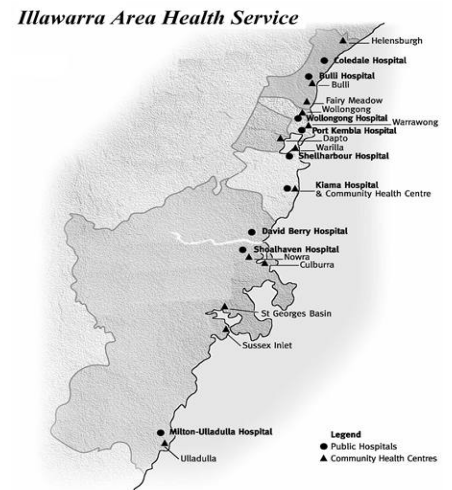 Illawarra Area Health Service
Helensburgh
Coledale Hospital
Bulli Hospital
Bulli
Fairy Meadow
Wollongong
Wollongong Hospital
Warrawong
Port Kembla Hospital
Dapto
Warilla
Shellharbour Hospital
Kiama Hospital
& Community Health Centre
David Berry Hospital
Shoalhaven Hospital
Nowra
Culburra
St Georges Basin
Sussex Inlet
Milton-Ulladulla Hospital
Ulladulla
Legend
Public Hospitals
Community Health Centres